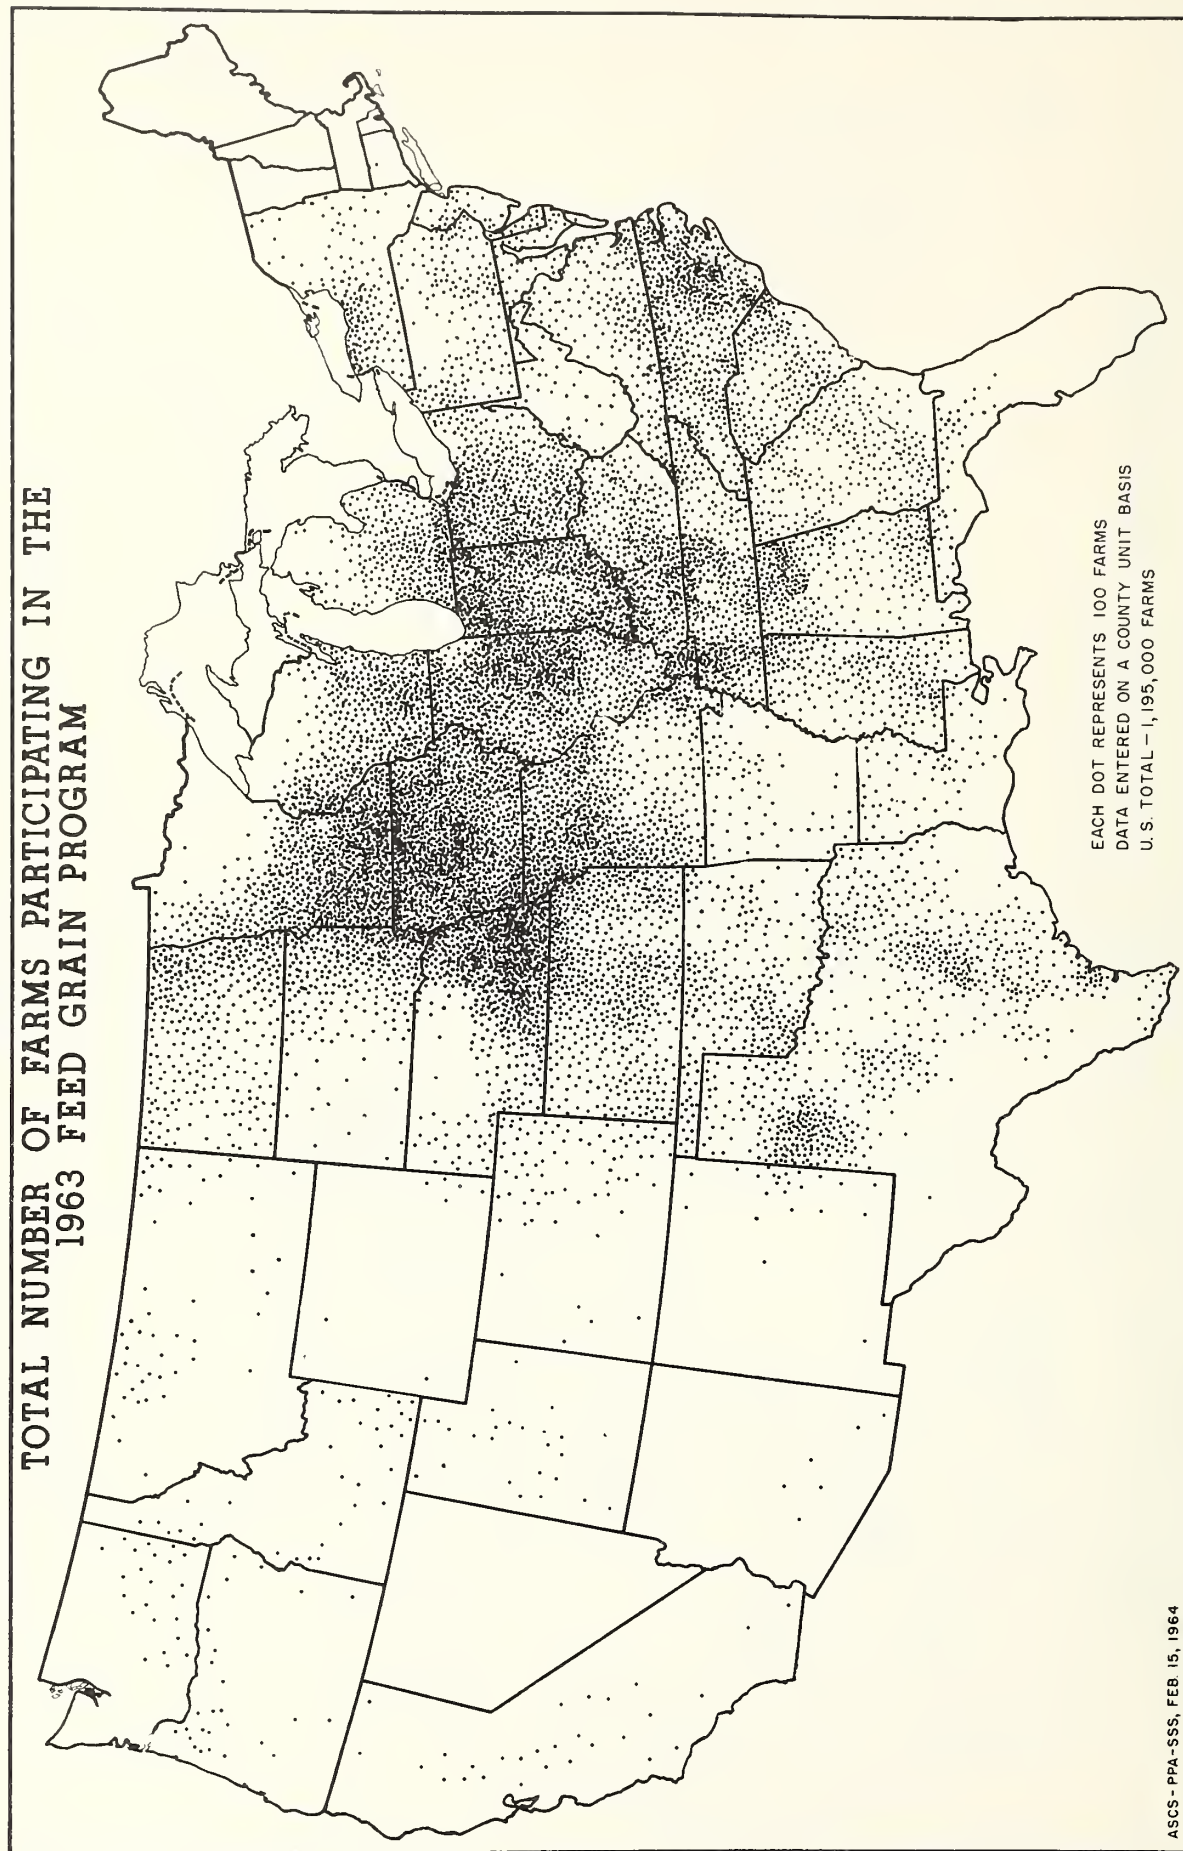 TOTAL NUMBER OF FARMS PARTICIPATING IN THE
1963 FEED GRAIN PROGRAM
EACH DOT REPRESENTS 100 FARMS
DATA ENTERED ON A COUNTY UNIT BASIS
U.S. TOTAL — 1,195,000 FARMS
ASCS - PPA - SSS, FEB. 15, 1964